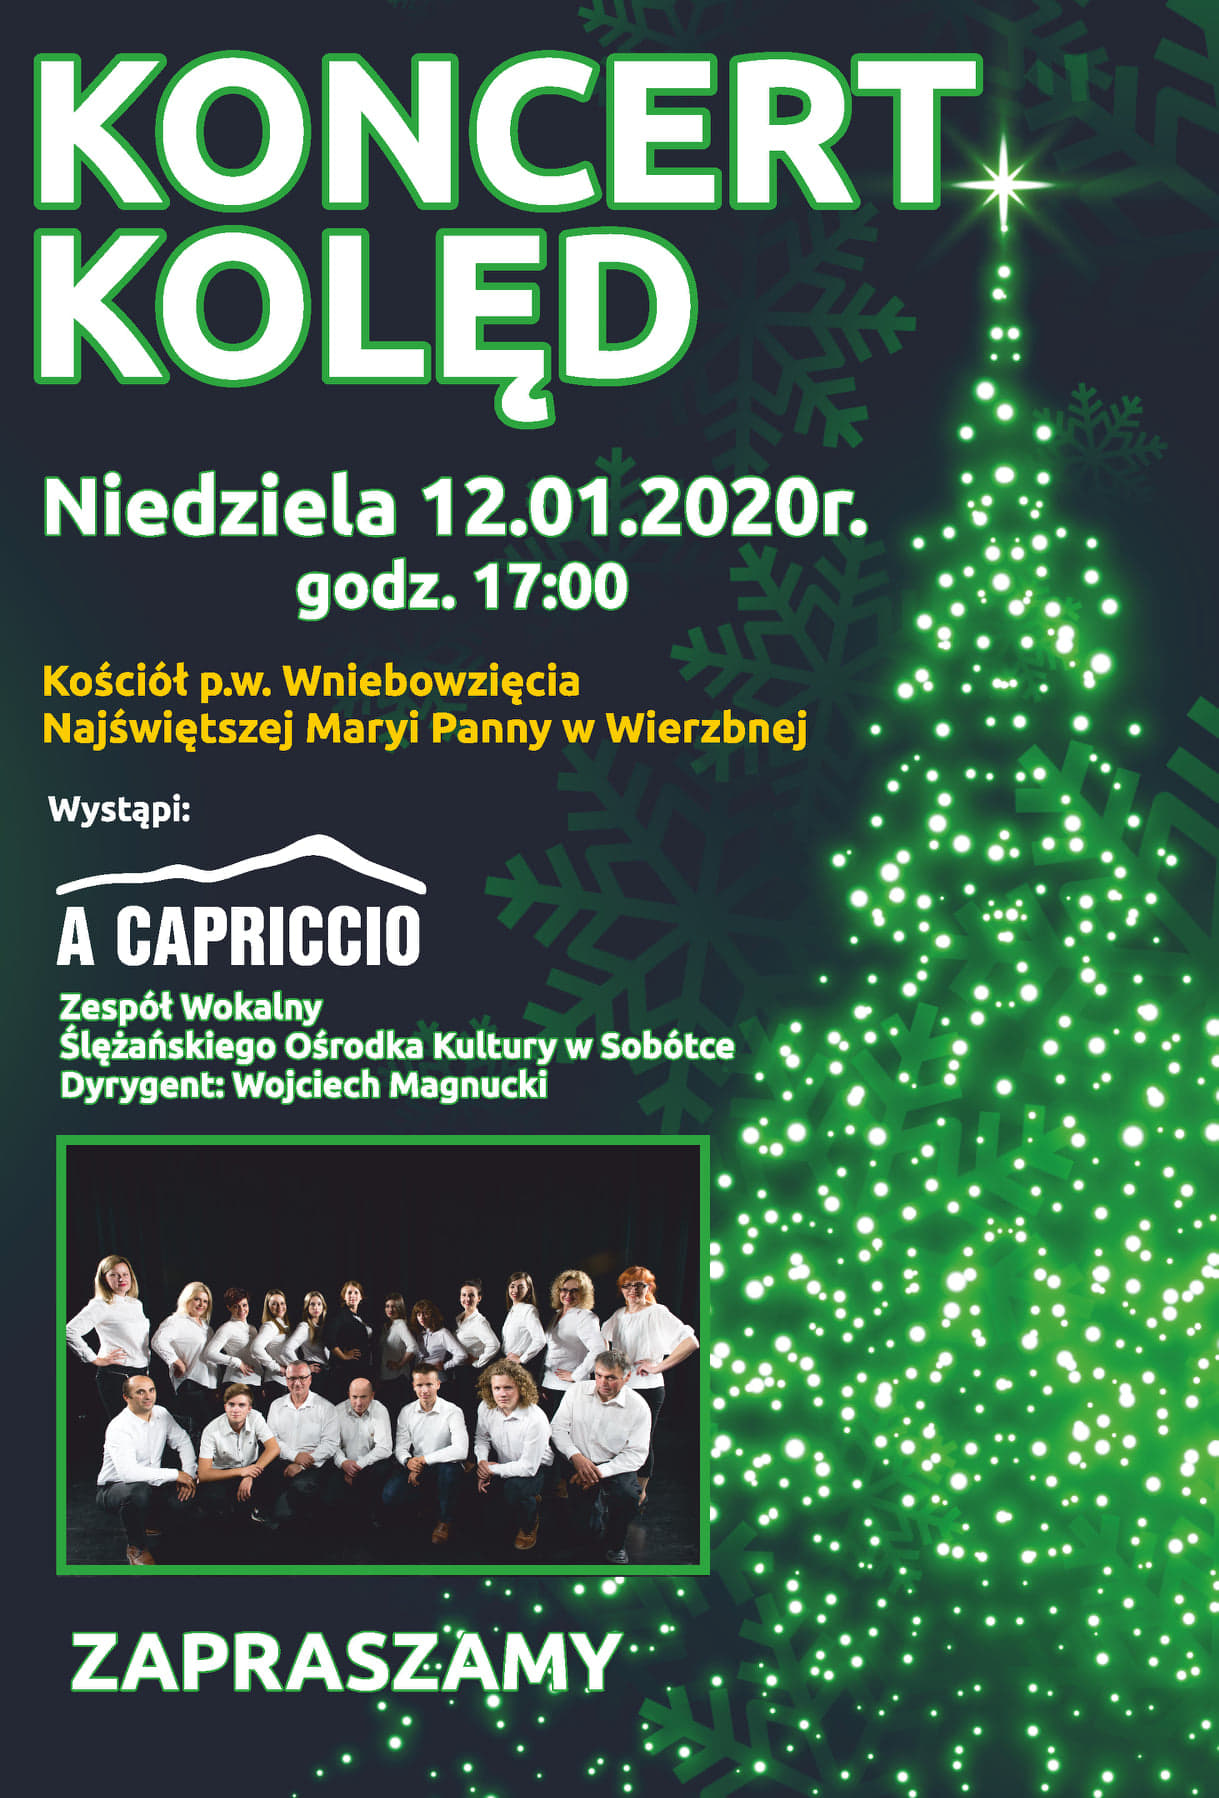 KONCERT
KOLĘD
Niedziela 12.01.2020r.
godz. 17:00
Kościół p.w. Wniebowzięcia
Najświętszej Maryi Panny w Wierzbnej
Wystąpi:
A CAPRICCIO
Zespół Wokalny
Ślężańskiego Ośrodka Kultury w Sobótce
Dyrygent: Wojciech Magnucki
ZAPRASZAMY